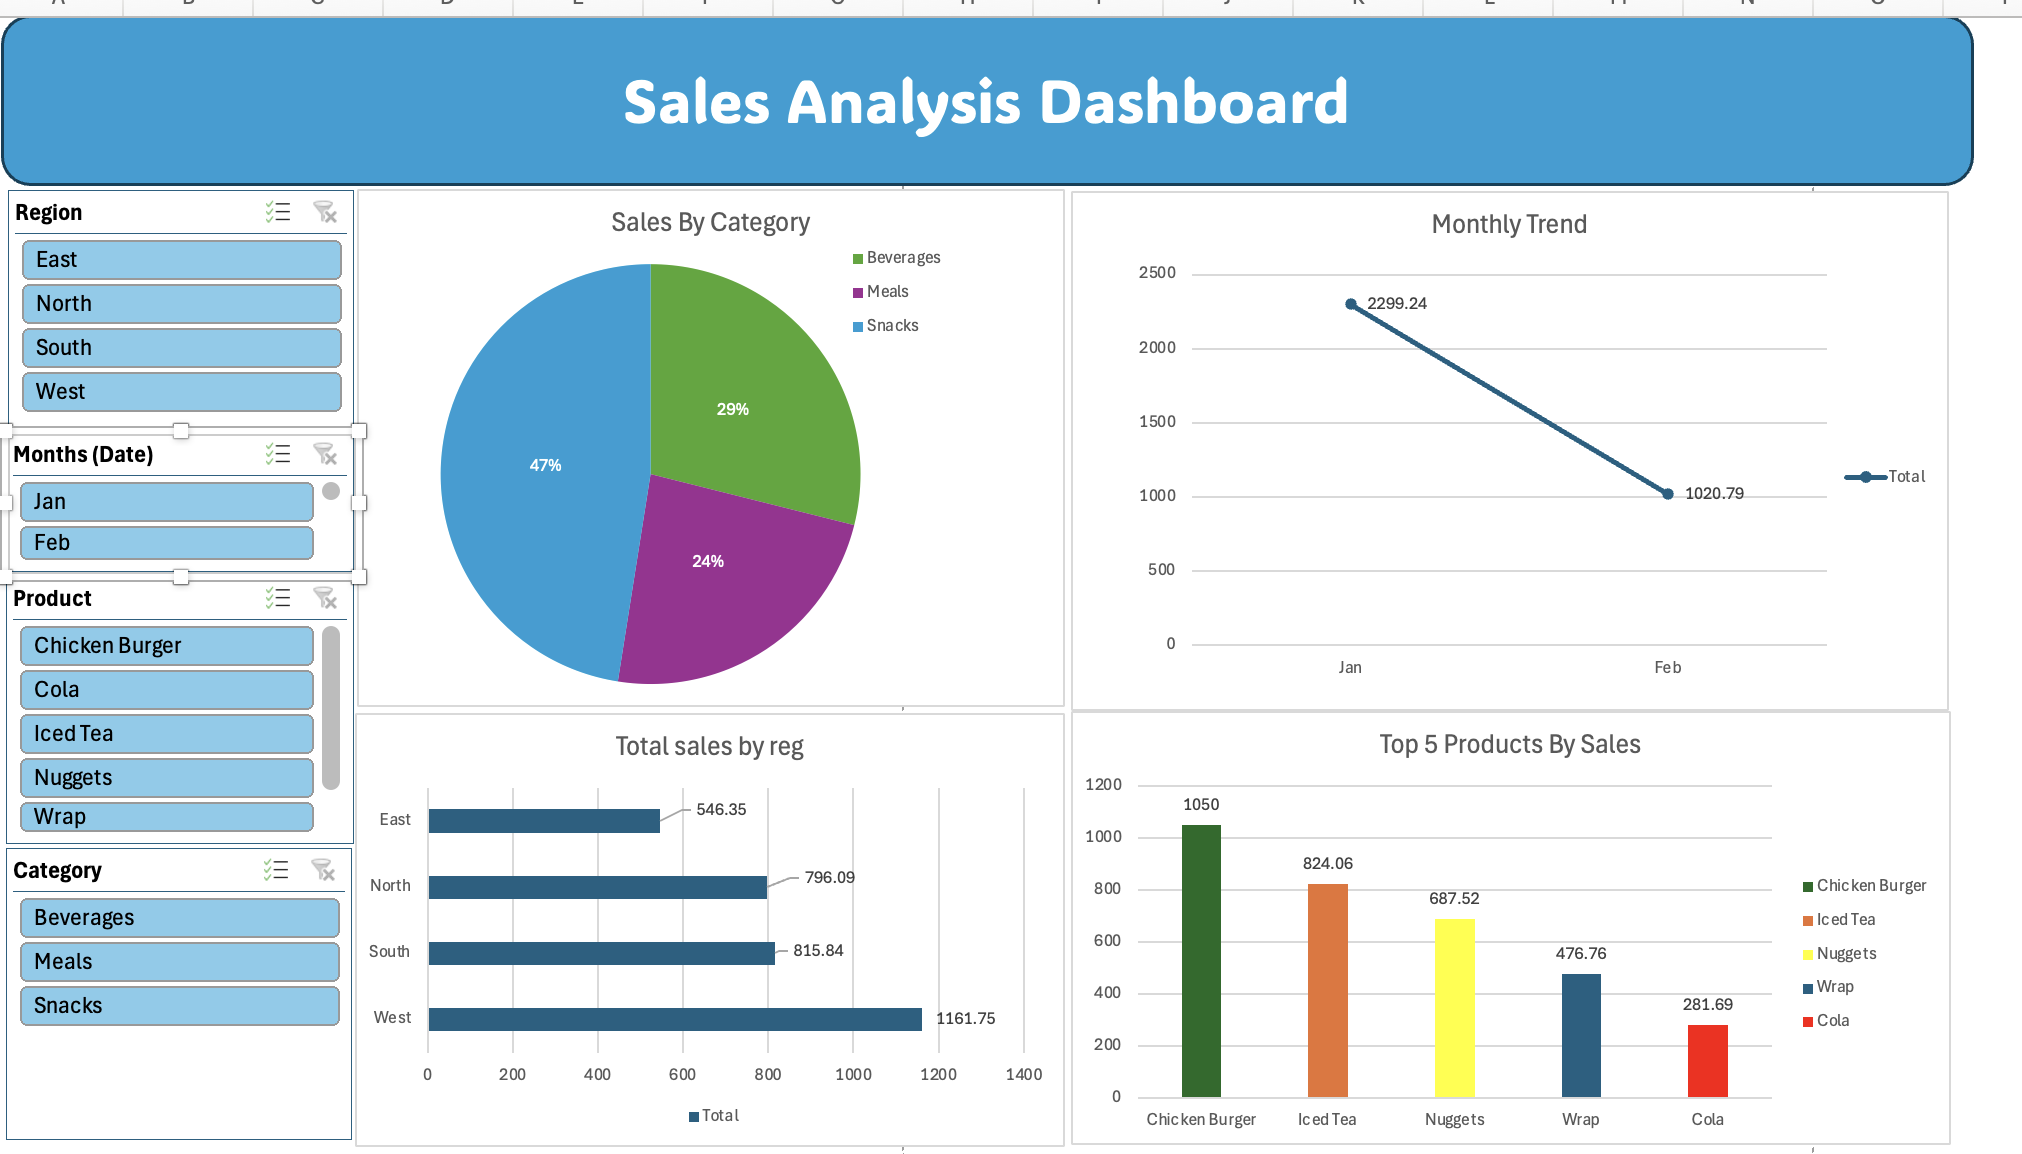 Sales Analysis Dashboard
Region
East
North
South
West
Months (Date)
Jan
Feb
Product
Chicken Burger
Cola
Iced Tea
Nuggets
Wrap
Category
Beverages
Meals
Snacks
Sales By Category
Beverages
Meals
Snacks
29%
47%
24%
Monthly Trend
2500
2000
1500
1000
500
0
2299.24
1020.79
Jan Feb
Total
Total sales by reg
East 546.35
North 796.09
South 815.84
West 1161.75
0 200 400 600 800 1000 1200 1400
Total
Top 5 Products By Sales
1200
1000
800
600
400
200
0
1050
824.06
687.52
476.76
281.69
Chicken Burger Iced Tea Nuggets Wrap Cola
Chicken Burger
Iced Tea
Nuggets
Wrap
Cola